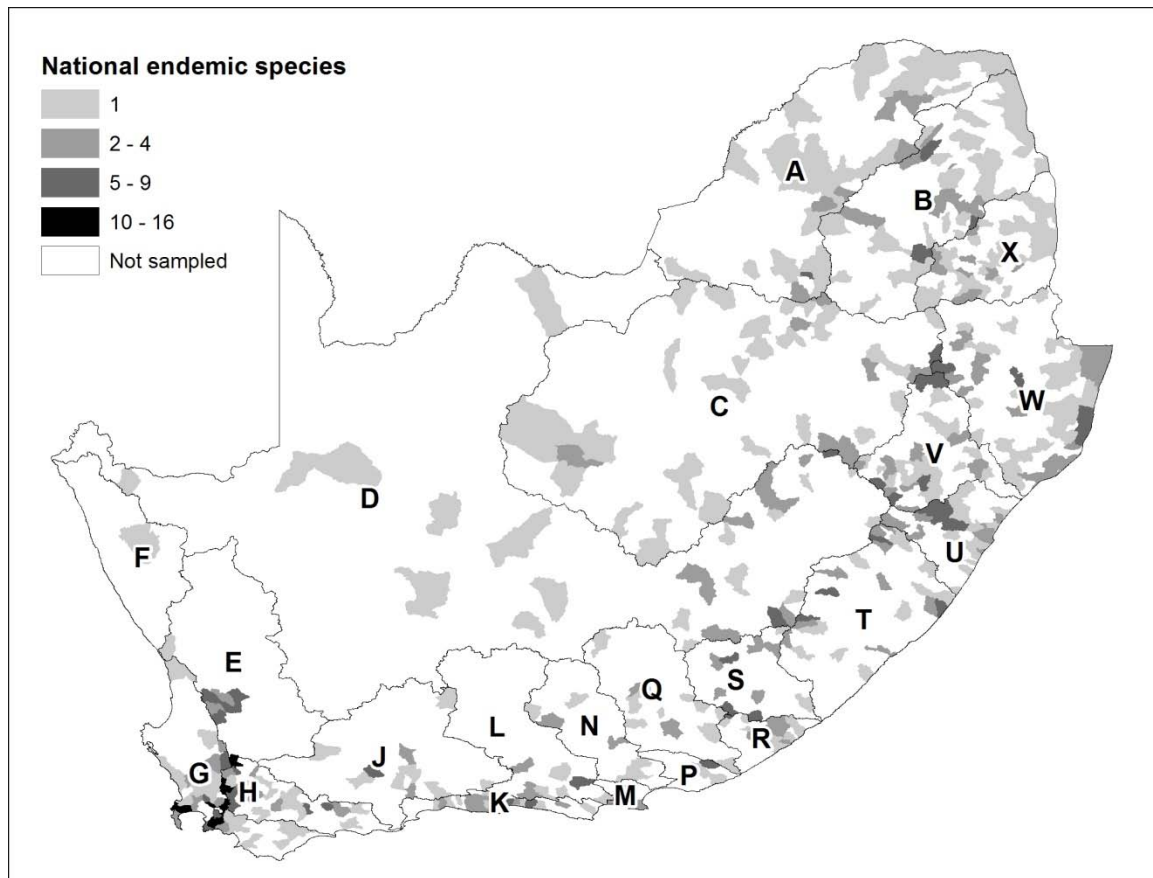 National endemic species
1
2 - 4
5 - 9
10 - 16
Not sampled
A
B
X
C
W
V
D
F
U
T
E
S
Q
L
N
R
J
G
H
P
K
M